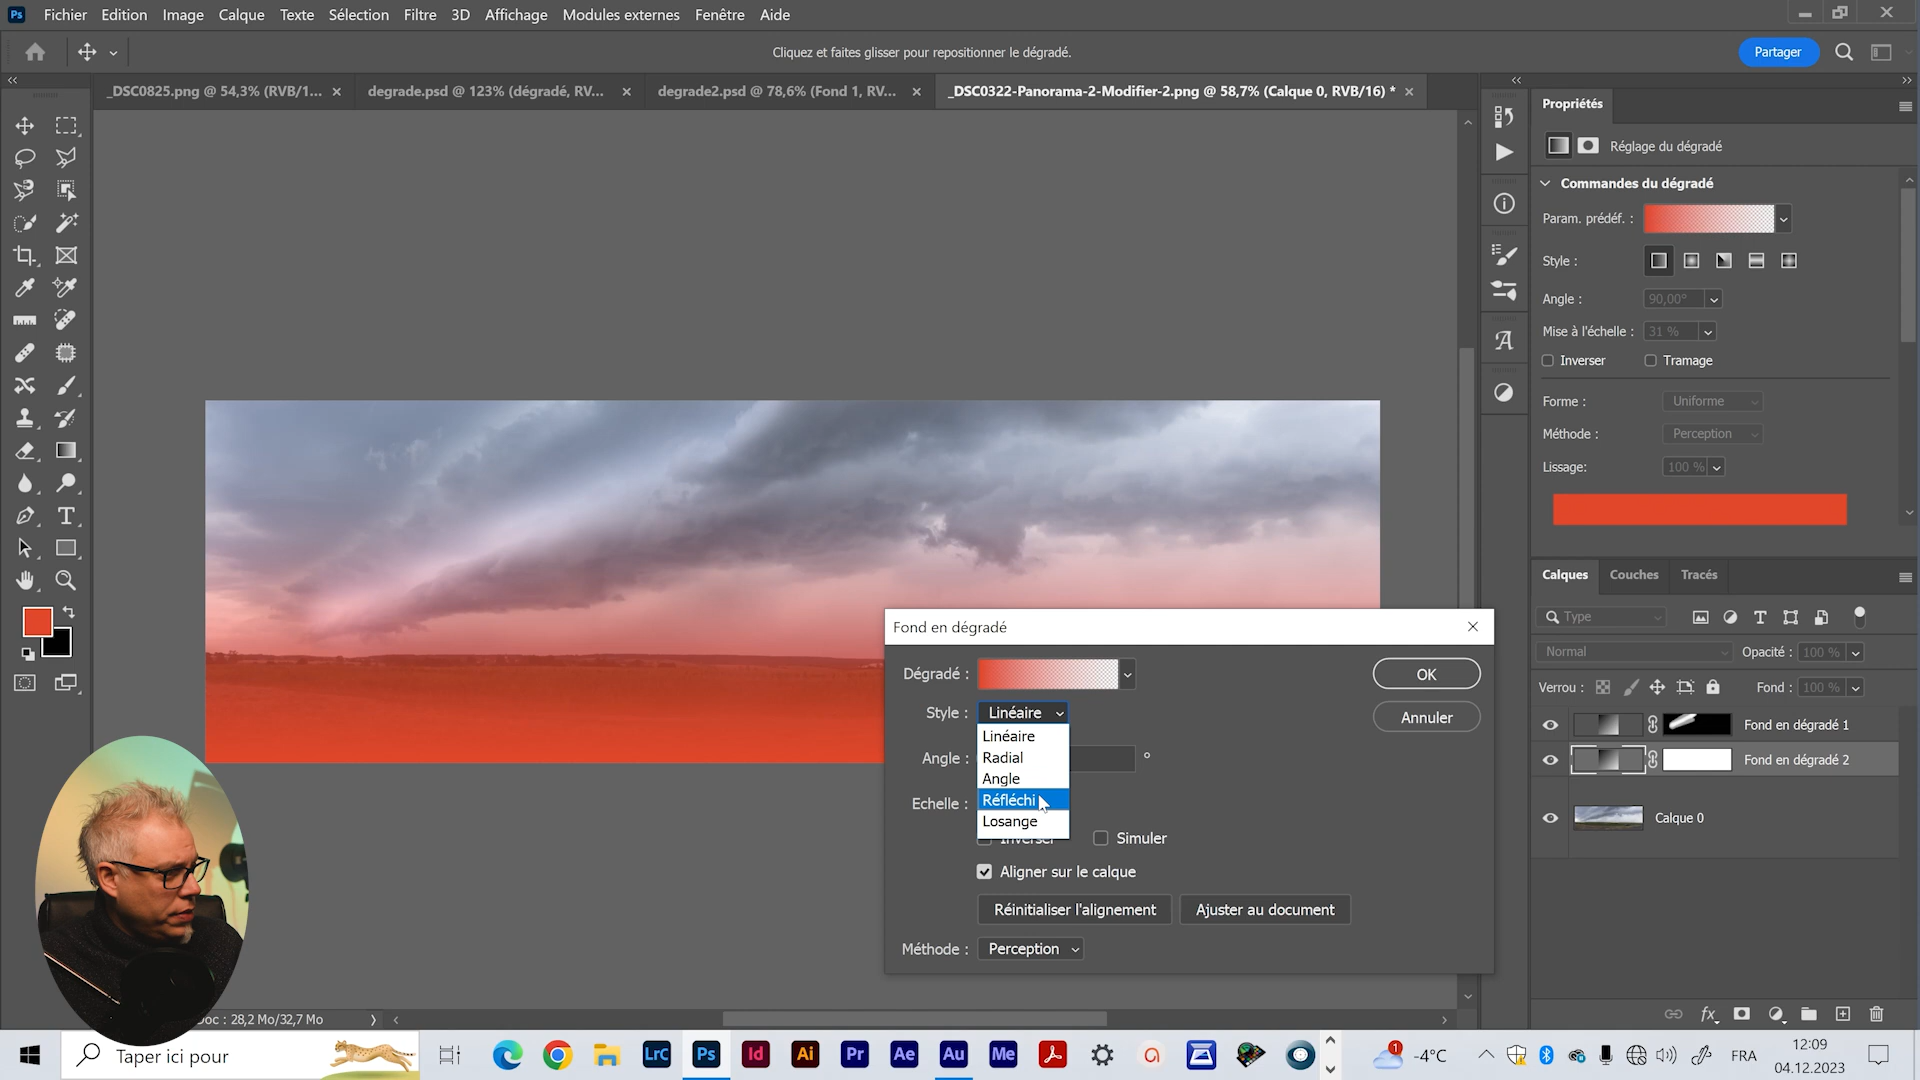 Ps Fichier Edition Image Calque Texte Sélection Filtre 3D Affichage Modules externes Fenêtre Aide
Cliquez et faites glisser pour repositionner le dégradé.
Partager
_DSC0825.png @ 54,3% (RVB/1... × degrade.psd @ 123% (dégradé, RV... × degrade2.psd @ 78,6% (Fond 1, RV... × _DSC0322-Panorama-2-Modifier-2.png @ 58,7% (Calque 0, RVB/16) * ×
Propriétés
Réglage du dégradé
Commandes du dégradé
Param. prédéf. :
Style :
Angle : 90,00°
Mise à l'échelle : 31 %
Inverser Tramage
Forme : Uniforme
Méthode : Perception
Lissage: 100 %
Calques Couches Tracés
Type
Normal Opacité : 100 %
Verrou : Fond : 100 %
Fond en dégradé 1
Fond en dégradé 2
Calque 0
Fond en dégradé
Dégradé :
OK
Style : Linéaire
Annuler
Linéaire
Radial
Angle
Réfléchi
Losange
Angle : °
Echelle :
Inverser Simuler
Aligner sur le calque
Réinitialiser l'alignement Ajuster au document
Méthode : Perception
Doc : 28,2 Mo/32,7 Mo
Taper ici pour
LrC Ps Id Ai Pr Ae Au Me
1 -4°C
FRA
12:09
04.12.2023